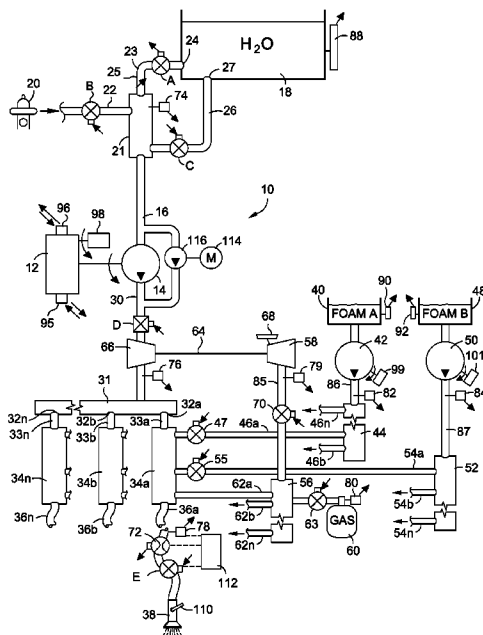 24
23
H2O
88
20
25
A
27
18
B
22
74
26
21
C
96
98
16
10
116
114
12
M
14
30
95
D
68
40
90
48
FOAM A
92
FOAM B
66
64
58
42
50
99
101
76
79
85
86
82
84
31
32a
70
32n
32b
33a
47
46a
46n
44
87
33n
33b
46b
54a
34n
34b
34a
55
56
52
62a
80
36a
62b
54b
36n
36b
78
62n
63
GAS
60
54n
72
E
112
38
110